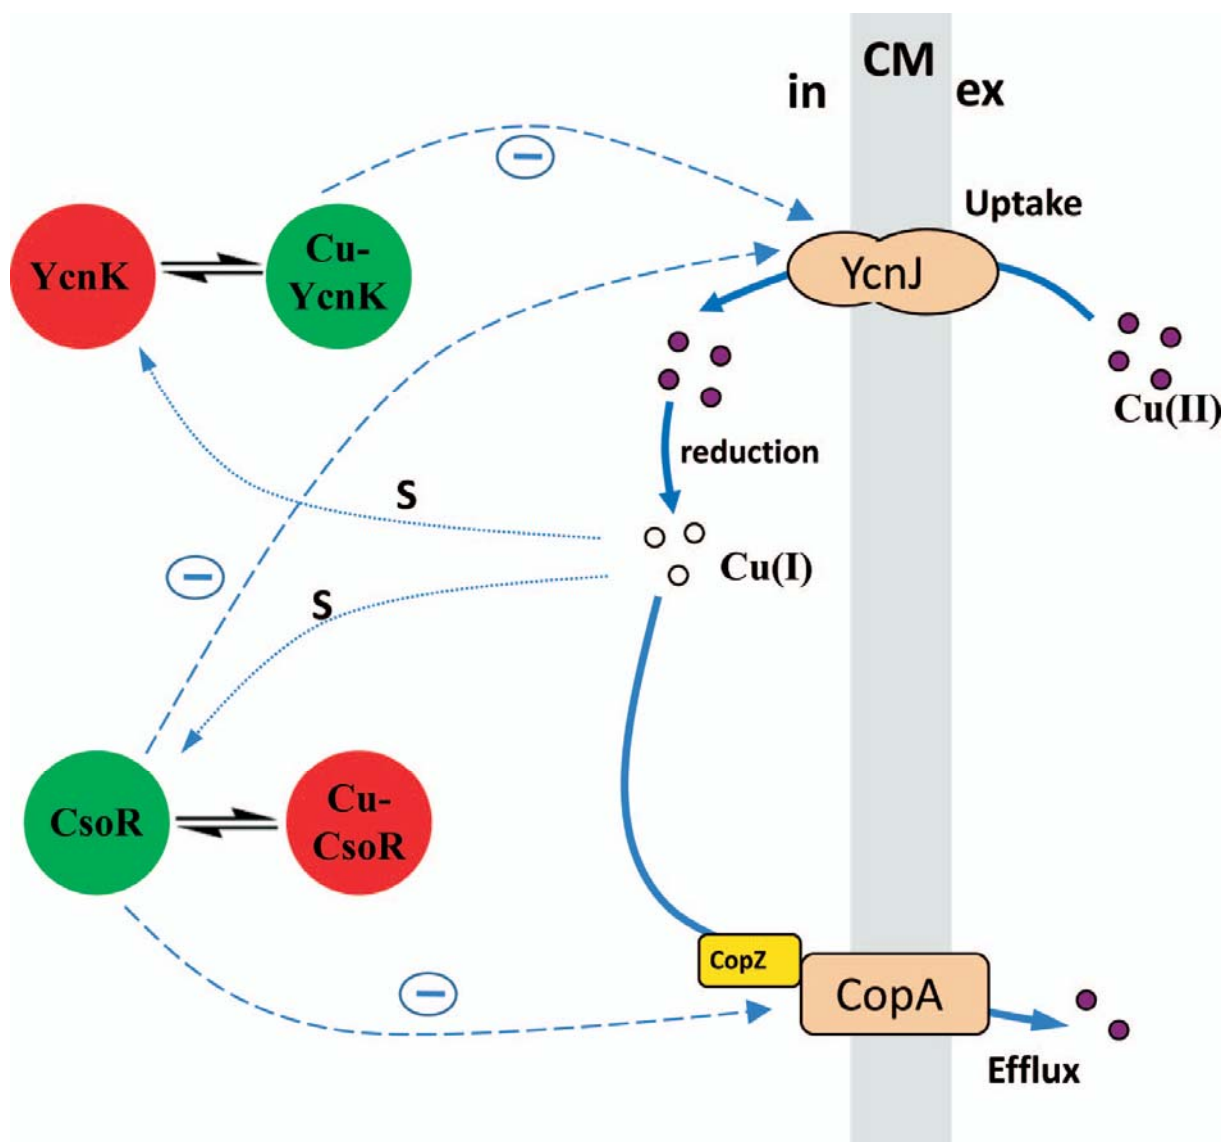 CM
in
ex
Uptake
YcnK
Cu-
YcnK
YcnJ
Cu(II)
reduction
S
Cu(I)
S
CsoR
Cu-
CsoR
CopZ
CopA
Efflux